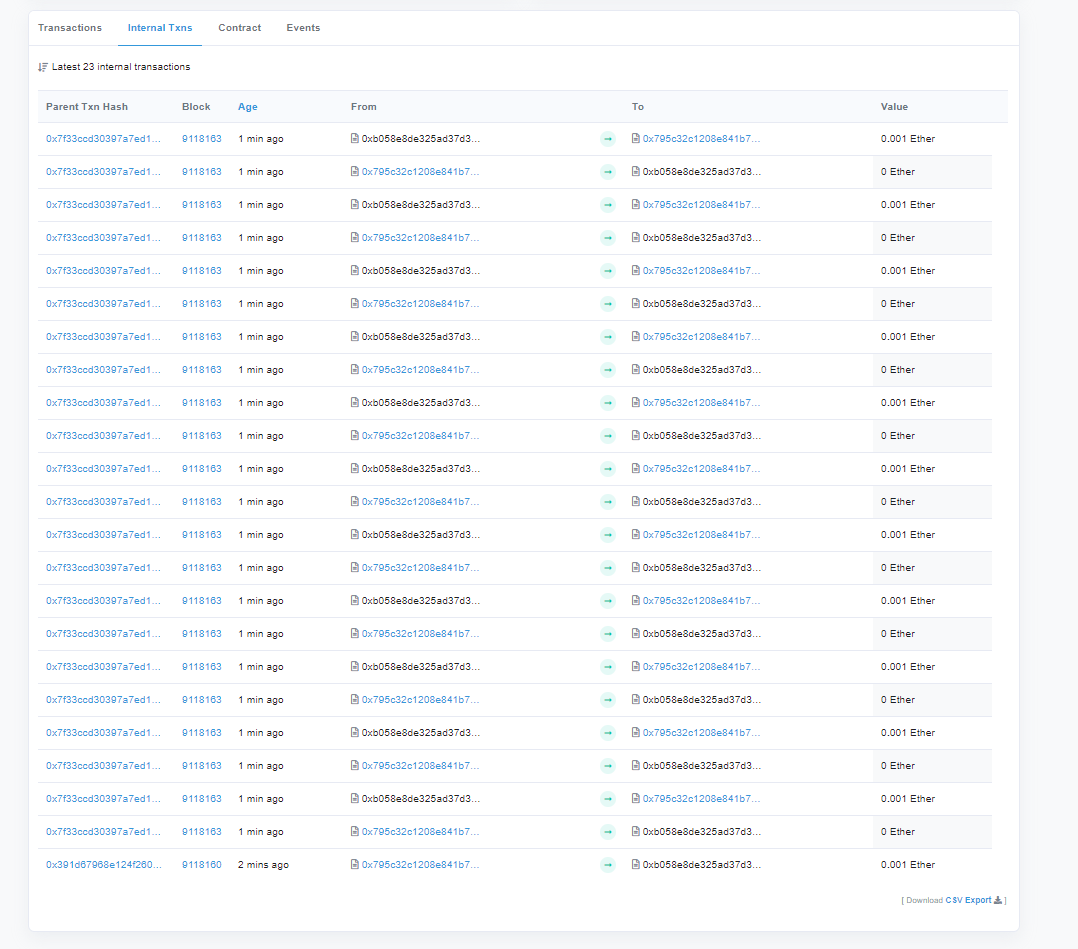 Transactions Internal Txns Contract Events
Latest 23 internal transactions
Parent Txn Hash Block Age From To Value
0x7f33ccd30397a7ed1... 9118163 1 min ago 0xb058e8de325ad37d3... 0x795c32c1208e841b7... 0.001 Ether
0x7f33ccd30397a7ed1... 9118163 1 min ago 0x795c32c1208e841b7... 0xb058e8de325ad37d3... 0 Ether
0x7f33ccd30397a7ed1... 9118163 1 min ago 0xb058e8de325ad37d3... 0x795c32c1208e841b7... 0.001 Ether
0x7f33ccd30397a7ed1... 9118163 1 min ago 0x795c32c1208e841b7... 0xb058e8de325ad37d3... 0 Ether
0x7f33ccd30397a7ed1... 9118163 1 min ago 0xb058e8de325ad37d3... 0x795c32c1208e841b7... 0.001 Ether
0x7f33ccd30397a7ed1... 9118163 1 min ago 0x795c32c1208e841b7... 0xb058e8de325ad37d3... 0 Ether
0x7f33ccd30397a7ed1... 9118163 1 min ago 0xb058e8de325ad37d3... 0x795c32c1208e841b7... 0.001 Ether
0x7f33ccd30397a7ed1... 9118163 1 min ago 0x795c32c1208e841b7... 0xb058e8de325ad37d3... 0 Ether
0x7f33ccd30397a7ed1... 9118163 1 min ago 0xb058e8de325ad37d3... 0x795c32c1208e841b7... 0.001 Ether
0x7f33ccd30397a7ed1... 9118163 1 min ago 0x795c32c1208e841b7... 0xb058e8de325ad37d3... 0 Ether
0x7f33ccd30397a7ed1... 9118163 1 min ago 0xb058e8de325ad37d3... 0x795c32c1208e841b7... 0.001 Ether
0x7f33ccd30397a7ed1... 9118163 1 min ago 0x795c32c1208e841b7... 0xb058e8de325ad37d3... 0 Ether
0x7f33ccd30397a7ed1... 9118163 1 min ago 0xb058e8de325ad37d3... 0x795c32c1208e841b7... 0.001 Ether
0x7f33ccd30397a7ed1... 9118163 1 min ago 0x795c32c1208e841b7... 0xb058e8de325ad37d3... 0 Ether
0x7f33ccd30397a7ed1... 9118163 1 min ago 0xb058e8de325ad37d3... 0x795c32c1208e841b7... 0.001 Ether
0x7f33ccd30397a7ed1... 9118163 1 min ago 0x795c32c1208e841b7... 0xb058e8de325ad37d3... 0 Ether
0x7f33ccd30397a7ed1... 9118163 1 min ago 0xb058e8de325ad37d3... 0x795c32c1208e841b7... 0.001 Ether
0x7f33ccd30397a7ed1... 9118163 1 min ago 0x795c32c1208e841b7... 0xb058e8de325ad37d3... 0 Ether
0x7f33ccd30397a7ed1... 9118163 1 min ago 0xb058e8de325ad37d3... 0x795c32c1208e841b7... 0.001 Ether
0x7f33ccd30397a7ed1... 9118163 1 min ago 0x795c32c1208e841b7... 0xb058e8de325ad37d3... 0 Ether
0x7f33ccd30397a7ed1... 9118163 1 min ago 0xb058e8de325ad37d3... 0x795c32c1208e841b7... 0.001 Ether
0x7f33ccd30397a7ed1... 9118163 1 min ago 0x795c32c1208e841b7... 0xb058e8de325ad37d3... 0 Ether
0x391d67968e124f260... 9118160 2 mins ago 0x795c32c1208e841b7... 0xb058e8de325ad37d3... 0.001 Ether
[ Download CSV Export ]